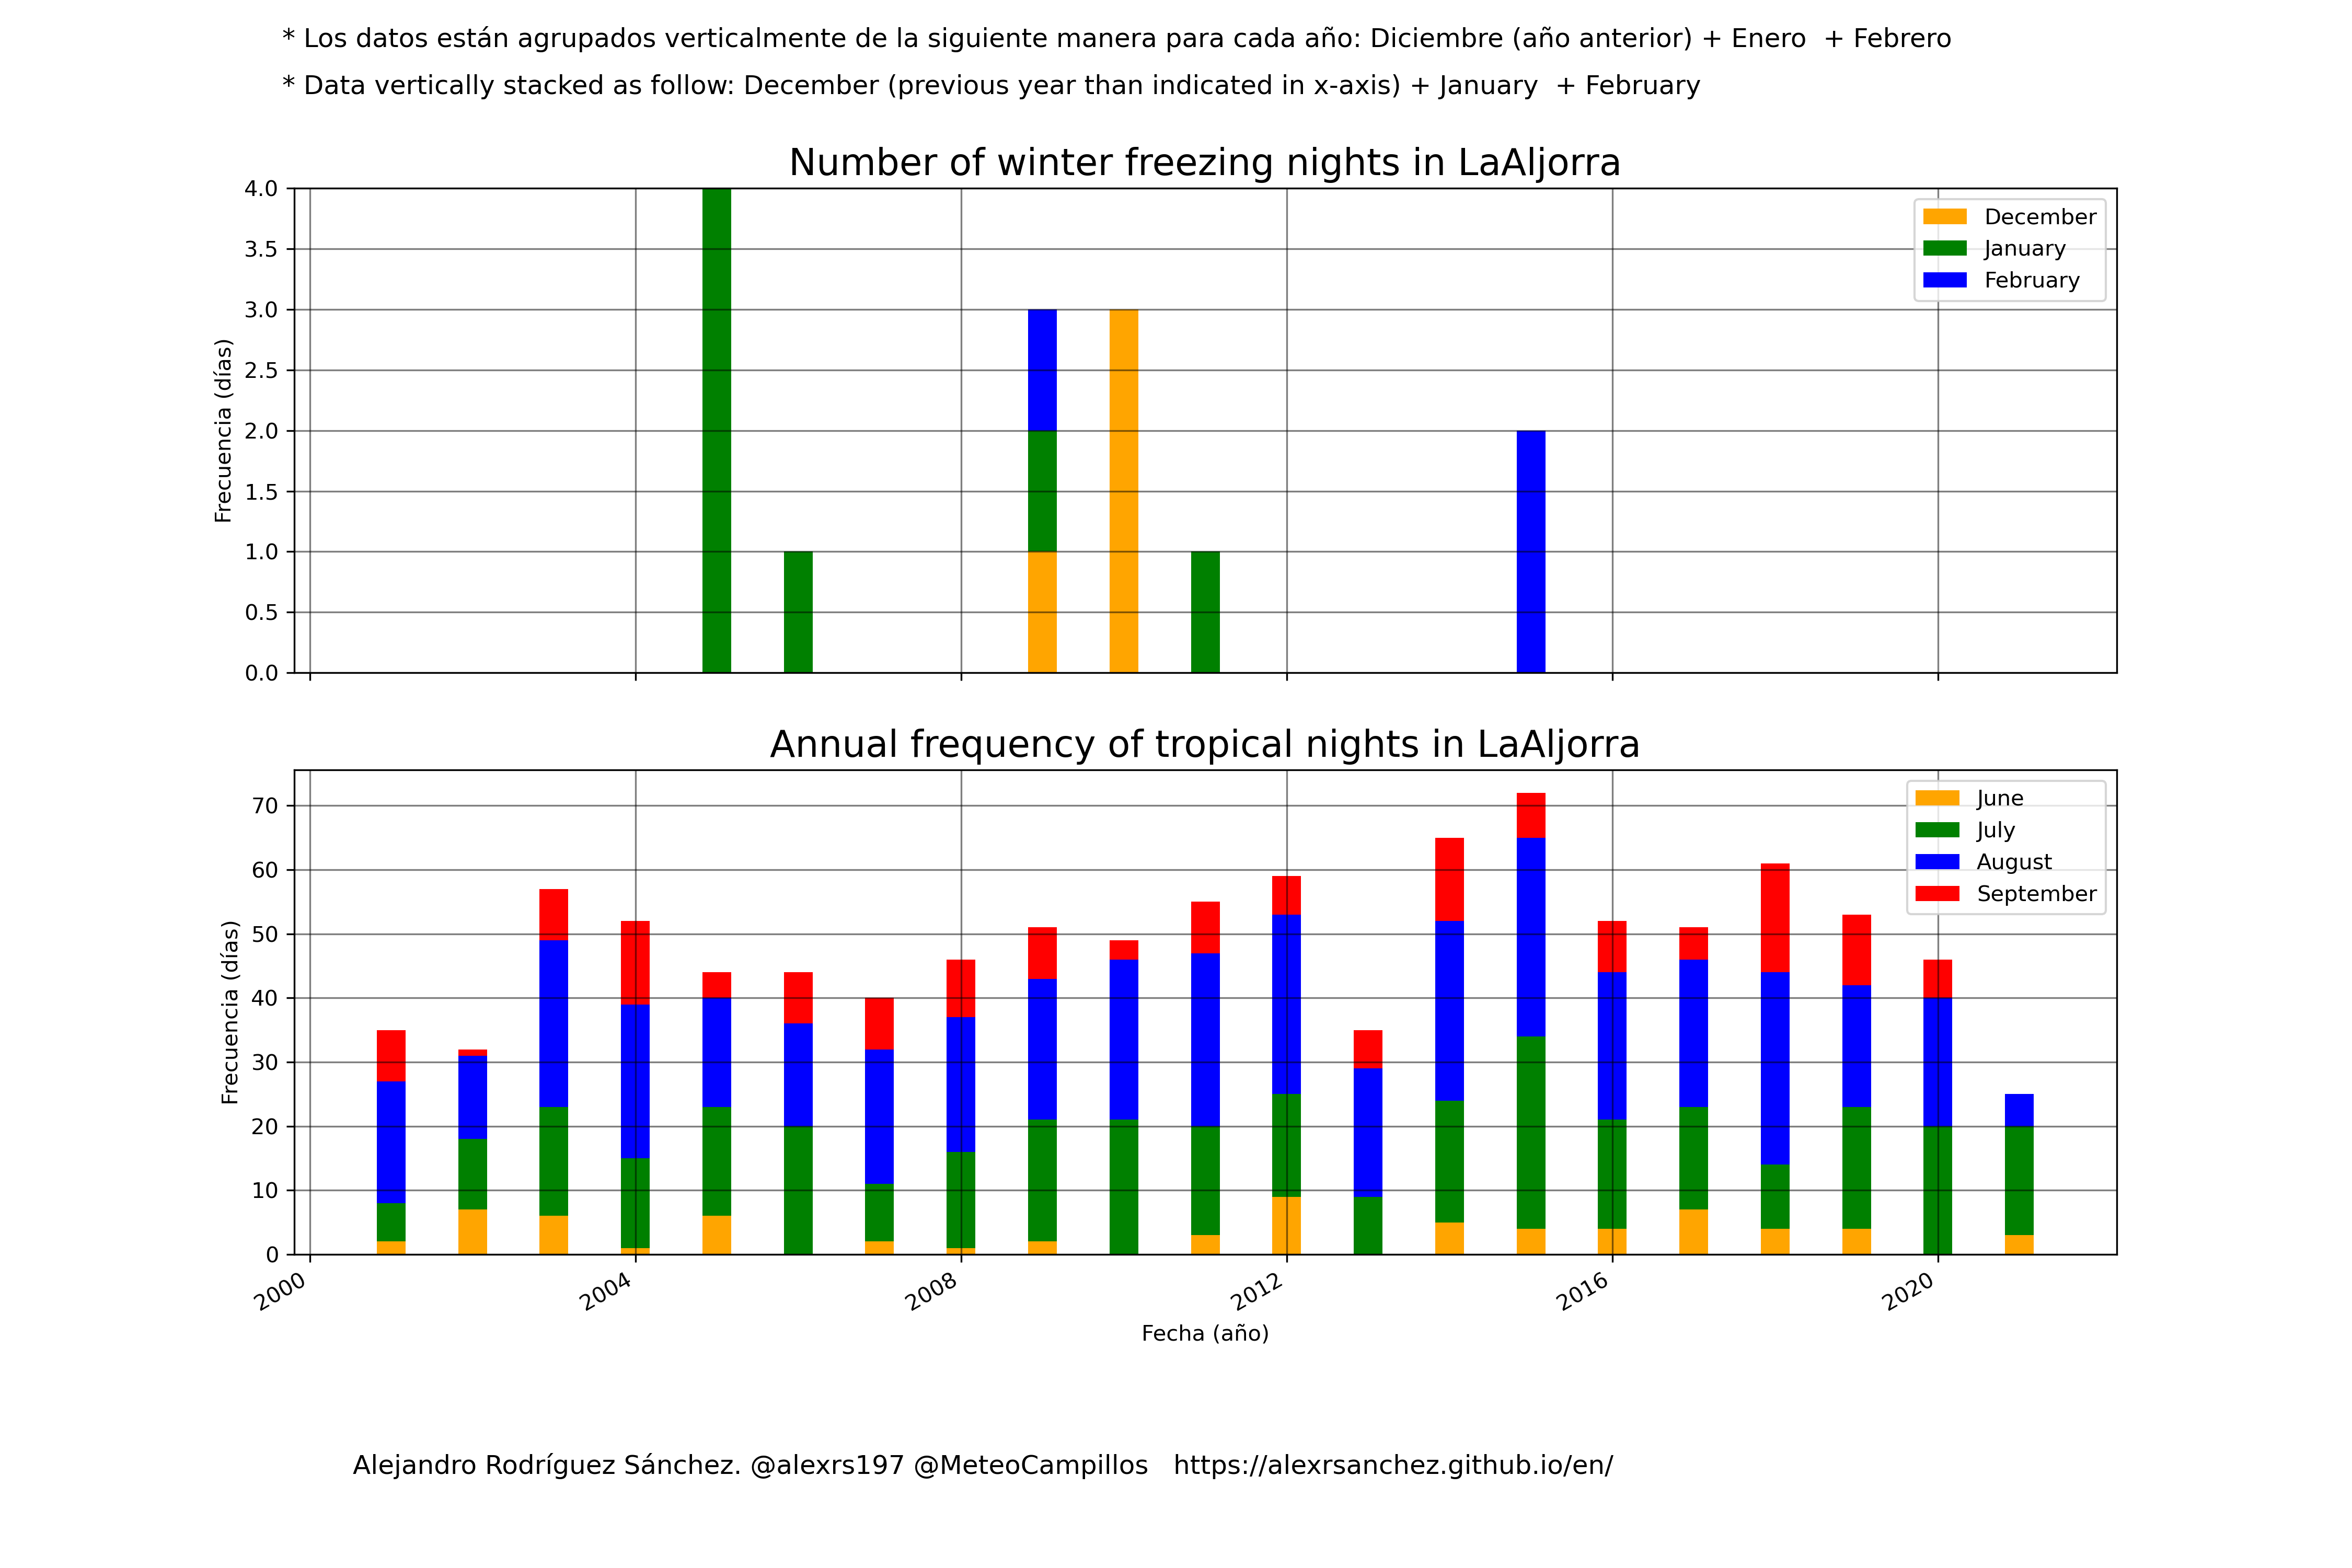 * Los datos están agrupados verticalmente de la siguiente manera para cada año: Diciembre (año anterior) + Enero  + Febrero
* Data vertically stacked as follow: December (previous year than indicated in x-axis) + January  + February
Number of winter freezing nights in LaAljorra
4.0
3.5
3.0
2.5
2.0
1.5
1.0
0.5
0.0
Frecuencia (días)
December
January
February
Annual frequency of tropical nights in LaAljorra
70
60
50
40
30
20
10
0
Frecuencia (días)
June
July
August
September
2000
2004
2008
2012
2016
2020
Fecha (año)
Alejandro Rodríguez Sánchez. @alexrs197 @MeteoCampillos   https://alexrsanchez.github.io/en/